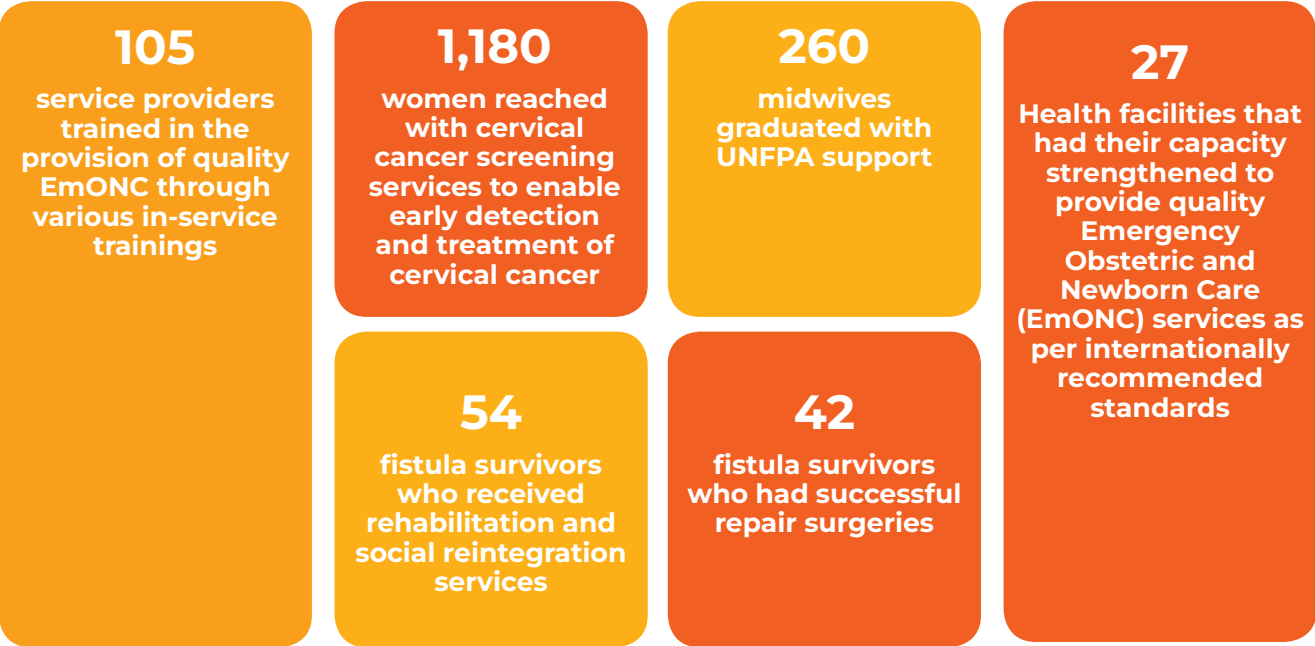 105
service providers
trained in the
provision of quality
EmONC through
various in-service
trainings
1,180
women reached
with cervical
cancer screening
services to enable
early detection
and treatment of
cervical cancer
260
midwives
graduated with
UNFPA support
27
Health facilities that
had their capacity
strengthened to
provide quality
Emergency
Obstetric and
Newborn Care
(EmONC) services as
per internationally
recommended
standards
54
fistula survivors
who received
rehabilitation and
social reintegration
services
42
fistula survivors
who had successful
repair surgeries